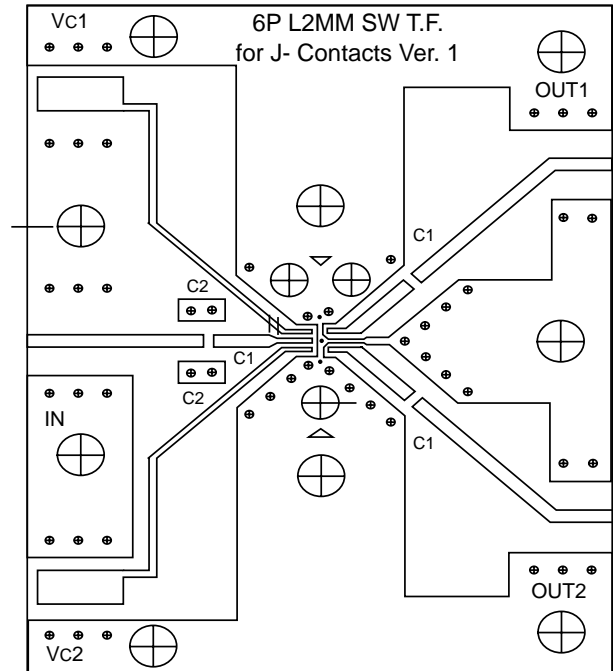 6P L2MM SW T.F.
for J- Contacts Ver. 1
Vc1
OUT1
C1
C2
C1
C2
IN
C1
OUT2
Vc2